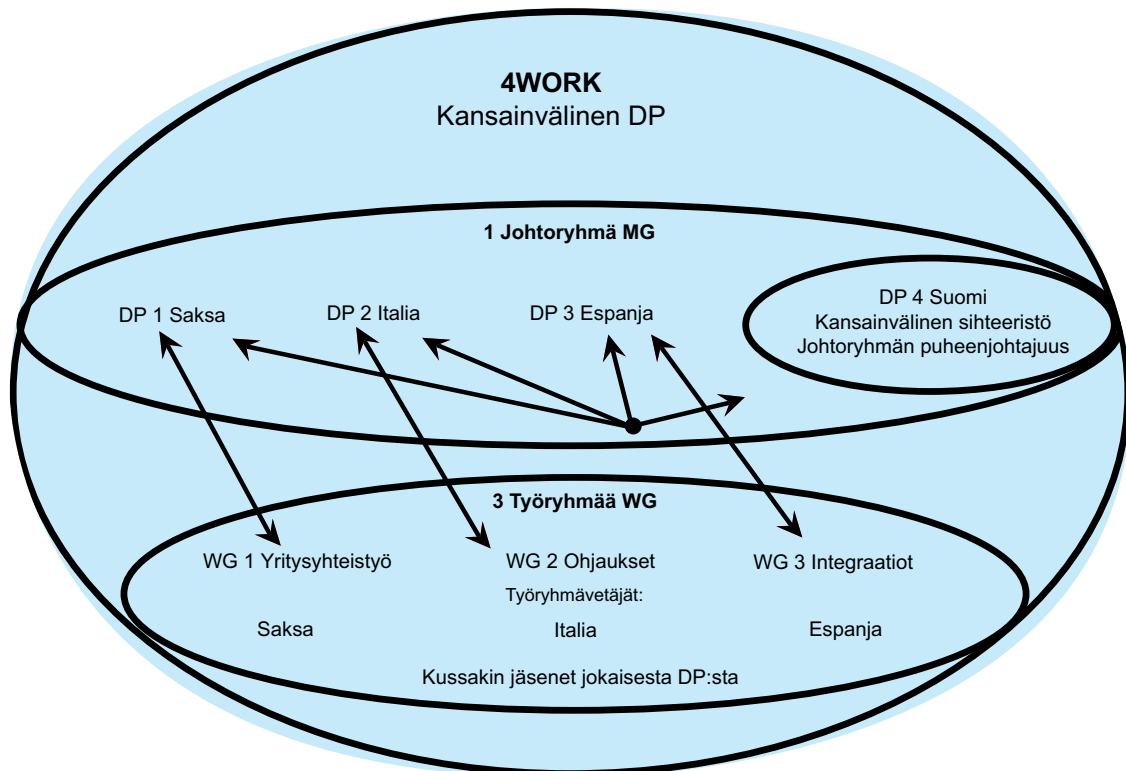 4WORK
Kansainvälinen DP
1 Johtoryhmä MG
DP 1 Saksa
DP 2 Italia
DP 3 Espanja
DP 4 Suomi
Kansainvälinen sihteeristö
Johtoryhmän puheenjohtajuus
3 Työryhmää WG
WG 1 Yritysyhteistyö
WG 2 Ohjaukset
WG 3 Integraatiot
Työryhmävetäjät:
Saksa
Italia
Espanja
Kussakin jäsenet jokaisesta DP:sta